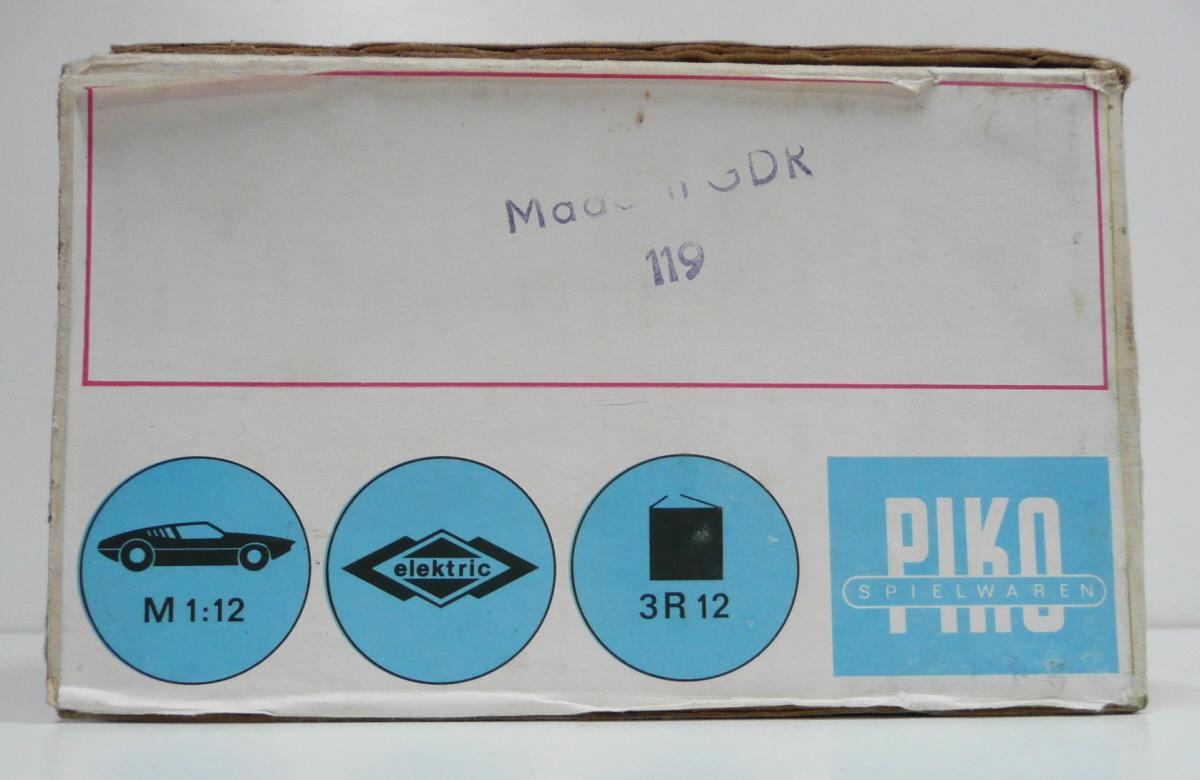 Made in GDR
119
M 1:12
elektric
3R 12
PIKO
SPIELWAREN